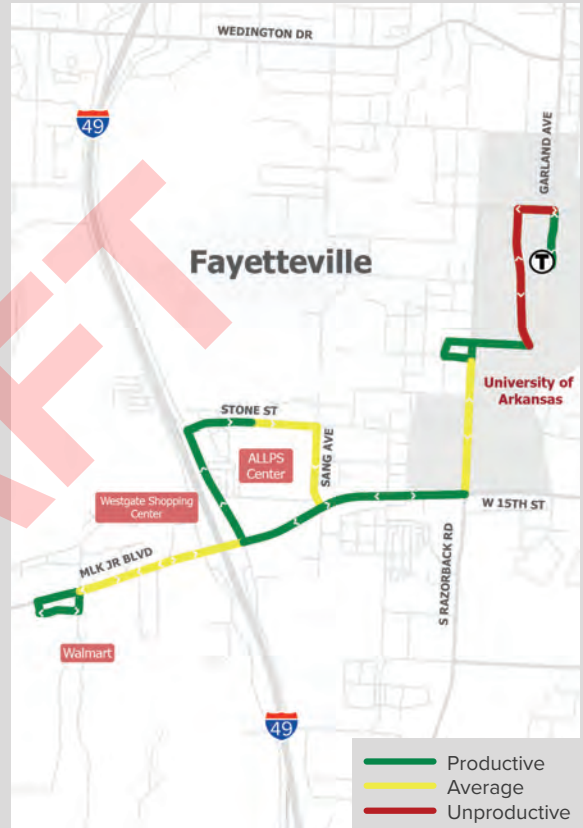 WEDINGTON DR
49
GARLAND AVE
Fayetteville
T
University of
Arkansas
STONE ST
ALLPS
Center
SANG AVE
Westgate Shopping
Center
W 15TH ST
MLK JR BLVD
S RAZORBACK RD
Walmart
49
Productive
Average
Unproductive